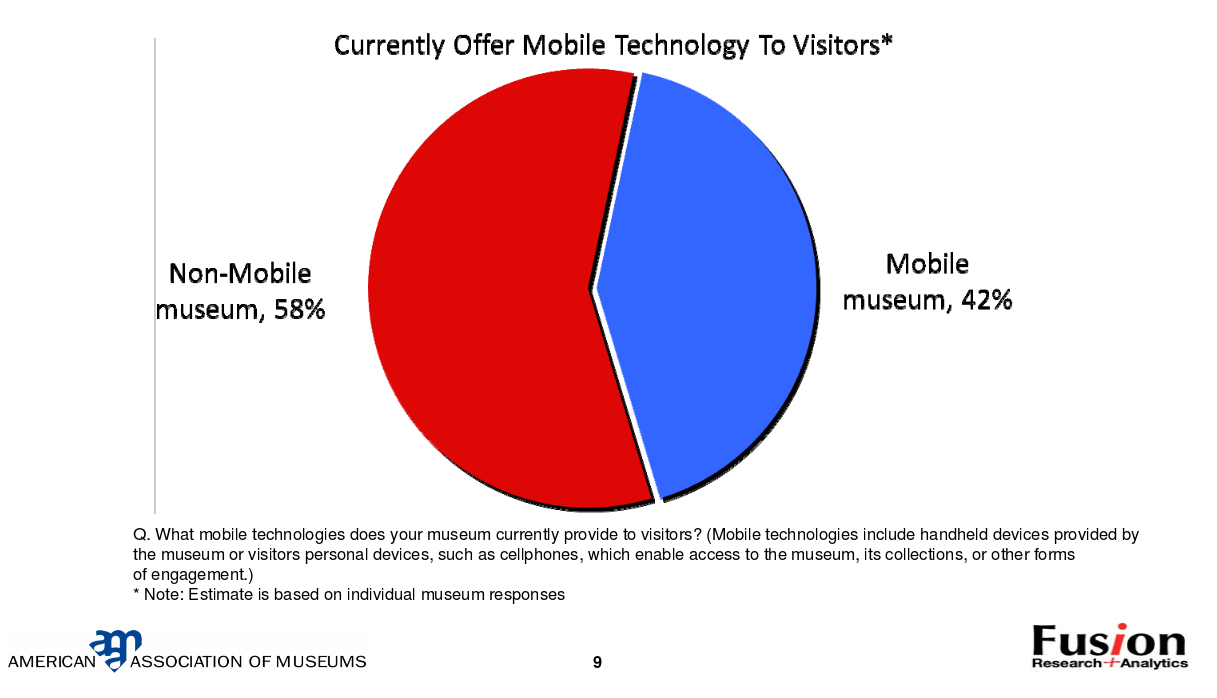 Currently Offer Mobile Technology To Visitors*
Non-Mobile
museum, 58%
Mobile
museum, 42%
Q. What mobile technologies does your museum currently provide to visitors? (Mobile technologies include handheld devices provided by
the museum or visitors personal devices, such as cellphones, which enable access to the museum, its collections, or other forms
of engagement.)
* Note: Estimate is based on individual museum responses
aam
AMERICAN ASSOCIATION OF MUSEUMS
9
Fusion
Research+Analytics